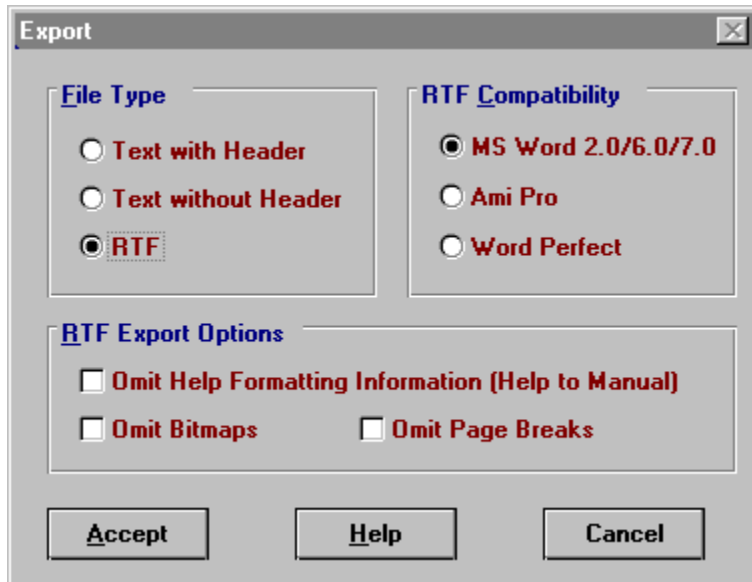 Export
File Type
Text with Header
Text without Header
RTF
RTF Compatibility
MS Word 2.0/6.0/7.0
Ami Pro
Word Perfect
RTF Export Options
Omit Help Formatting Information (Help to Manual)
Omit Bitmaps
Omit Page Breaks
Accept
Help
Cancel